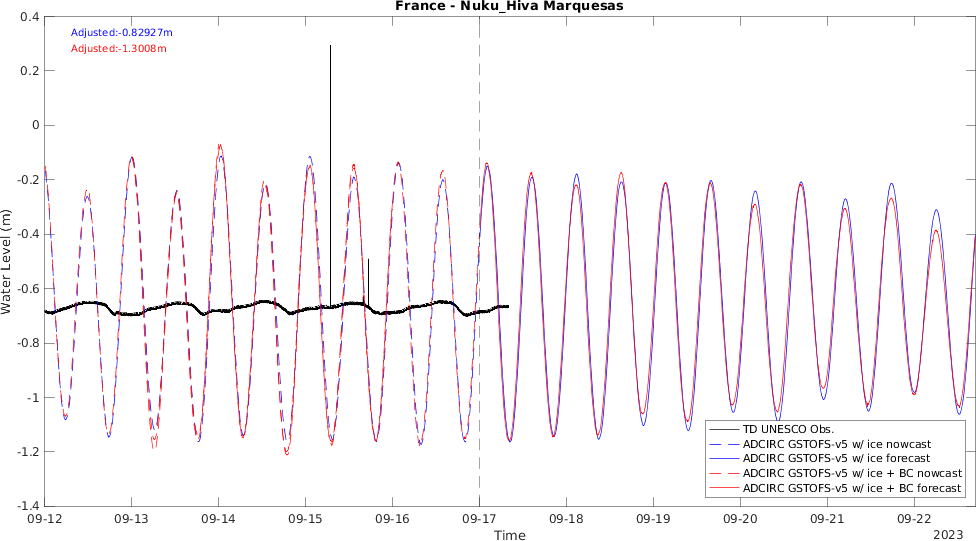 France - Nuku_Hiva Marquesas
Adjusted:-0.82927m
Adjusted:-1.3008m
0.4
0.2
0
-0.2
-0.4
-0.6
-0.8
-1
-1.2
-1.4
Water Level (m)
TD UNESCO Obs.
ADCIRC GSTOFS-v5 w/ ice nowcast
ADCIRC GSTOFS-v5 w/ ice forecast
ADCIRC GSTOFS-v5 w/ ice + BC nowcast
ADCIRC GSTOFS-v5 w/ ice + BC forecast
09-12 09-13 09-14 09-15 09-16 09-17 09-18 09-19 09-20 09-21 09-22
Time
2023